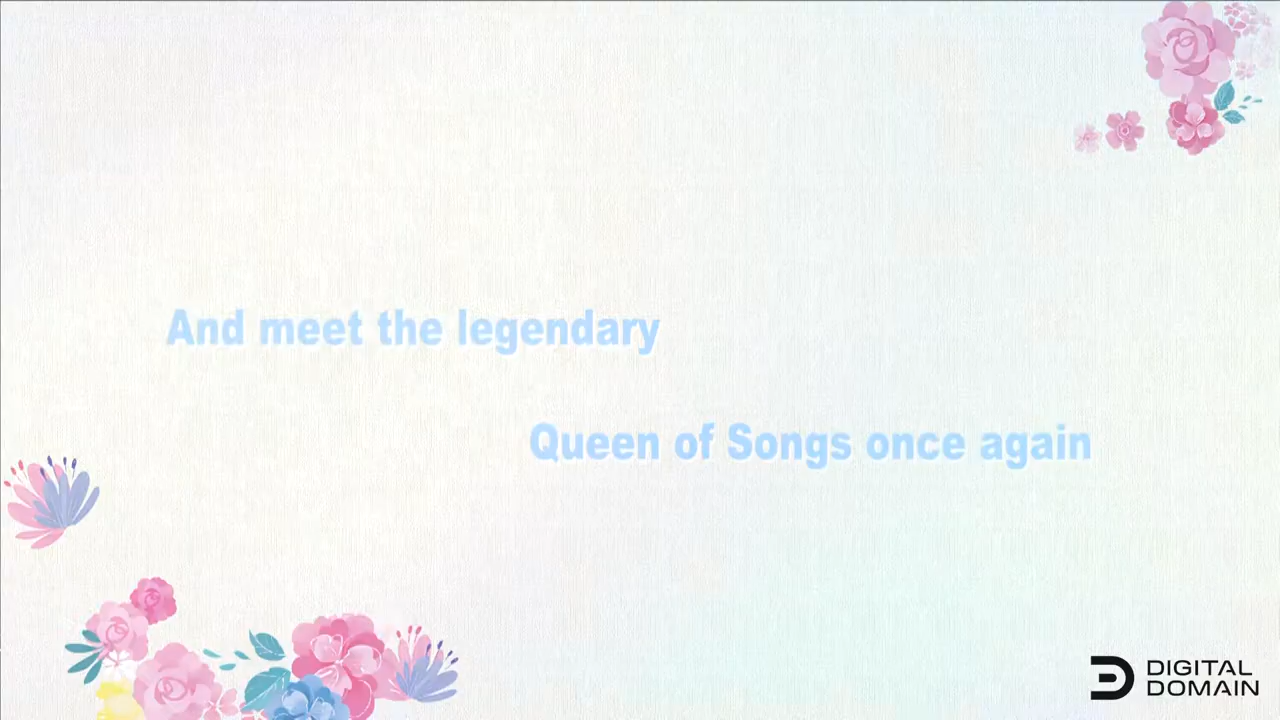 And meet the legendary
Queen of Songs once again
DIGITAL
DOMAIN